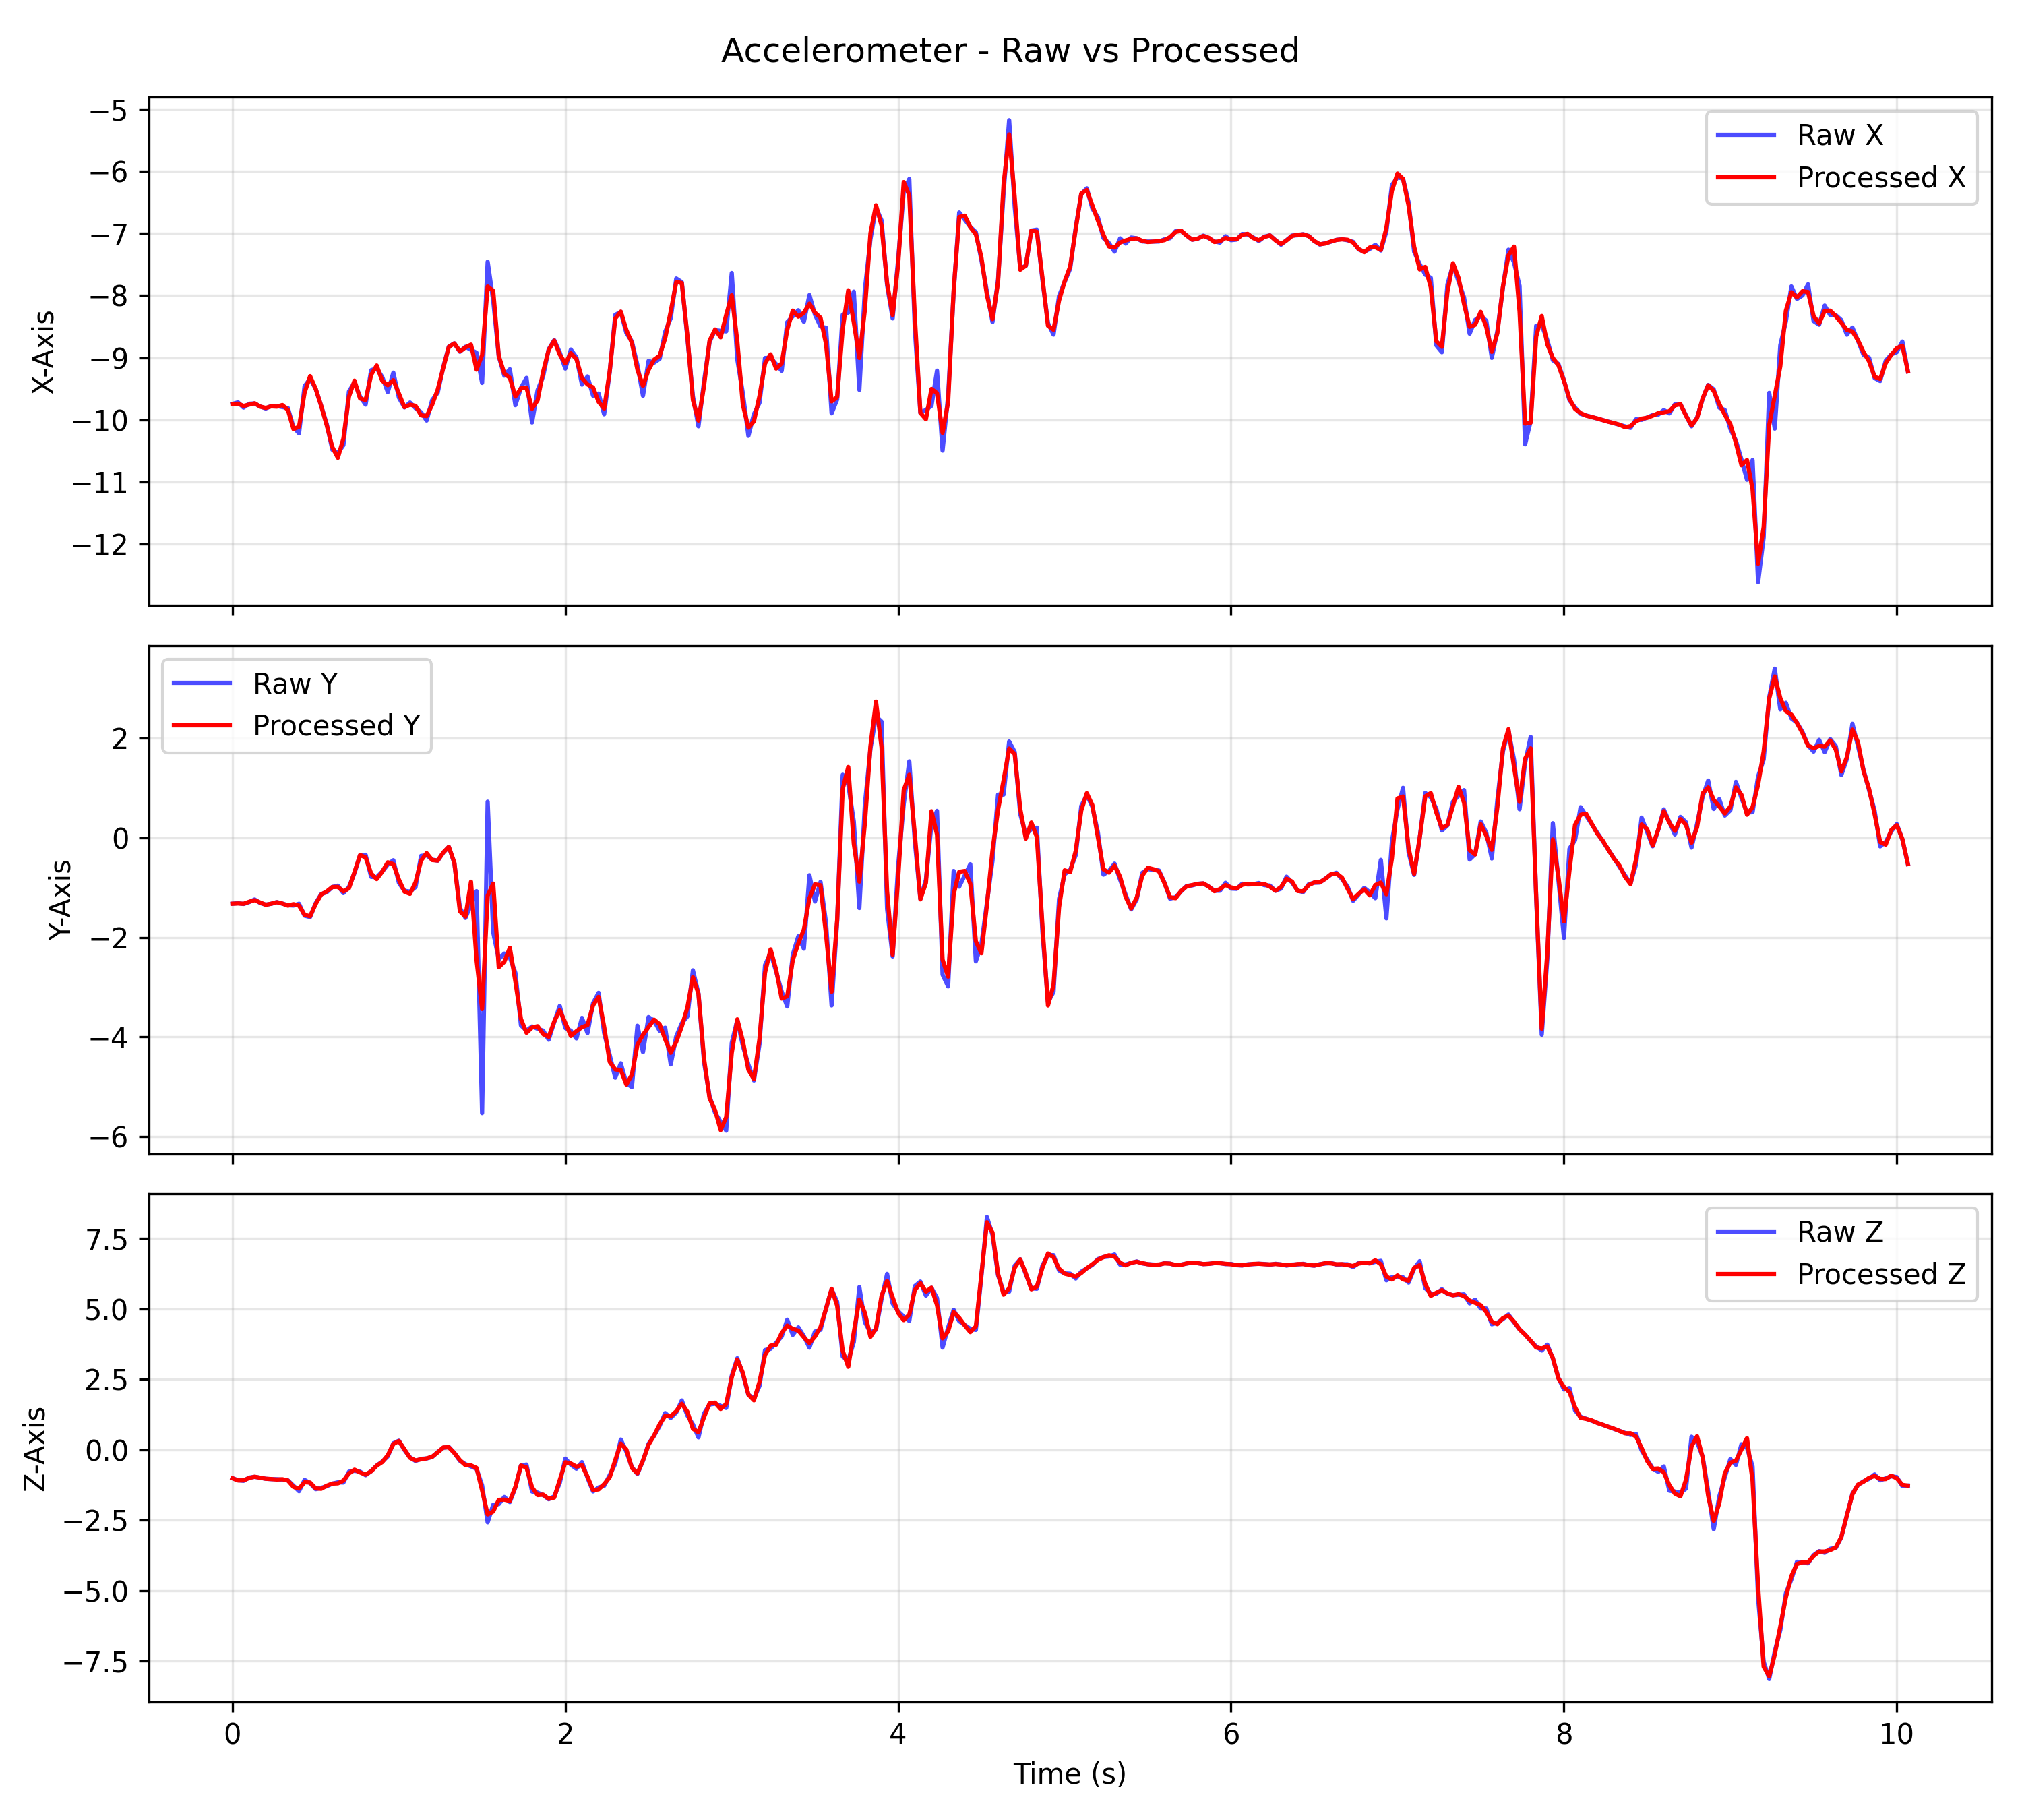 Accelerometer - Raw vs Processed
X-Axis
−5
−6
−7
−8
−9
−10
−11
−12
Raw X
Processed X
Y-Axis
2
0
−2
−4
−6
Raw Y
Processed Y
Z-Axis
7.5
5.0
2.5
0.0
−2.5
−5.0
−7.5
Raw Z
Processed Z
0 2 4 6 8 10
Time (s)